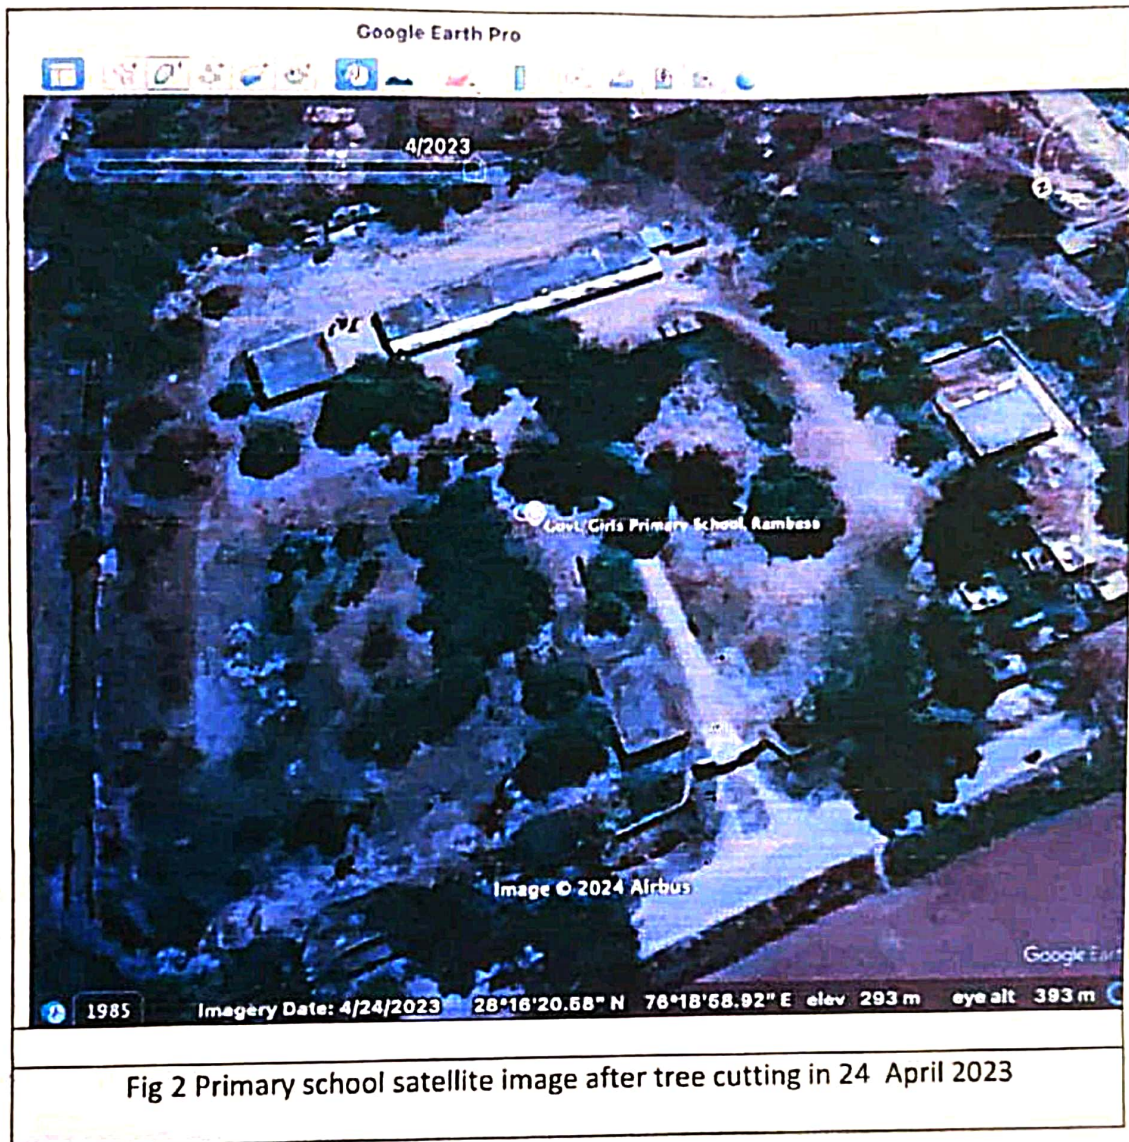 Google Earth Pro
4/2023
Govt. Girls Primary School, Rambass
Image © 2024 Airbus
Google Eart
1985 Imagery Date: 4/24/2023 28°16'20.58" N 76°18'58.92" E elev 293 m eye alt 393 m
Fig 2 Primary school satellite image after tree cutting in 24 April 2023